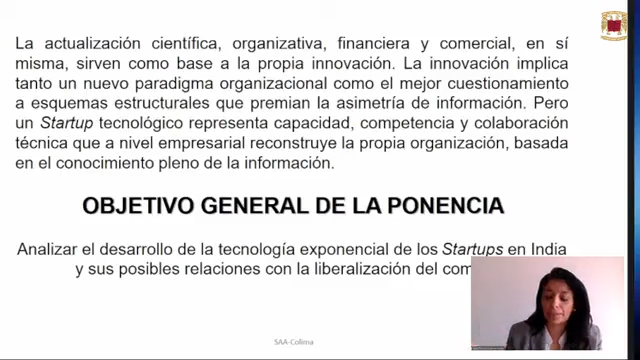 La actualización científica, organizativa, financiera y comercial, en sí
misma, sirven como base a la propia innovación. La innovación implica
tanto un nuevo paradigma organizacional como el mejor cuestionamiento
a esquemas estructurales que premian la asimetría de información. Pero
un Startup tecnológico representa capacidad, competencia y colaboración
técnica que a nivel empresarial reconstruye la propia organización, basada
en el conocimiento pleno de la información.
OBJETIVO GENERAL DE LA PONENCIA
Analizar el desarrollo de la tecnología exponencial de los Startups en India
y sus posibles relaciones con la liberalización del com
SAA-Colima